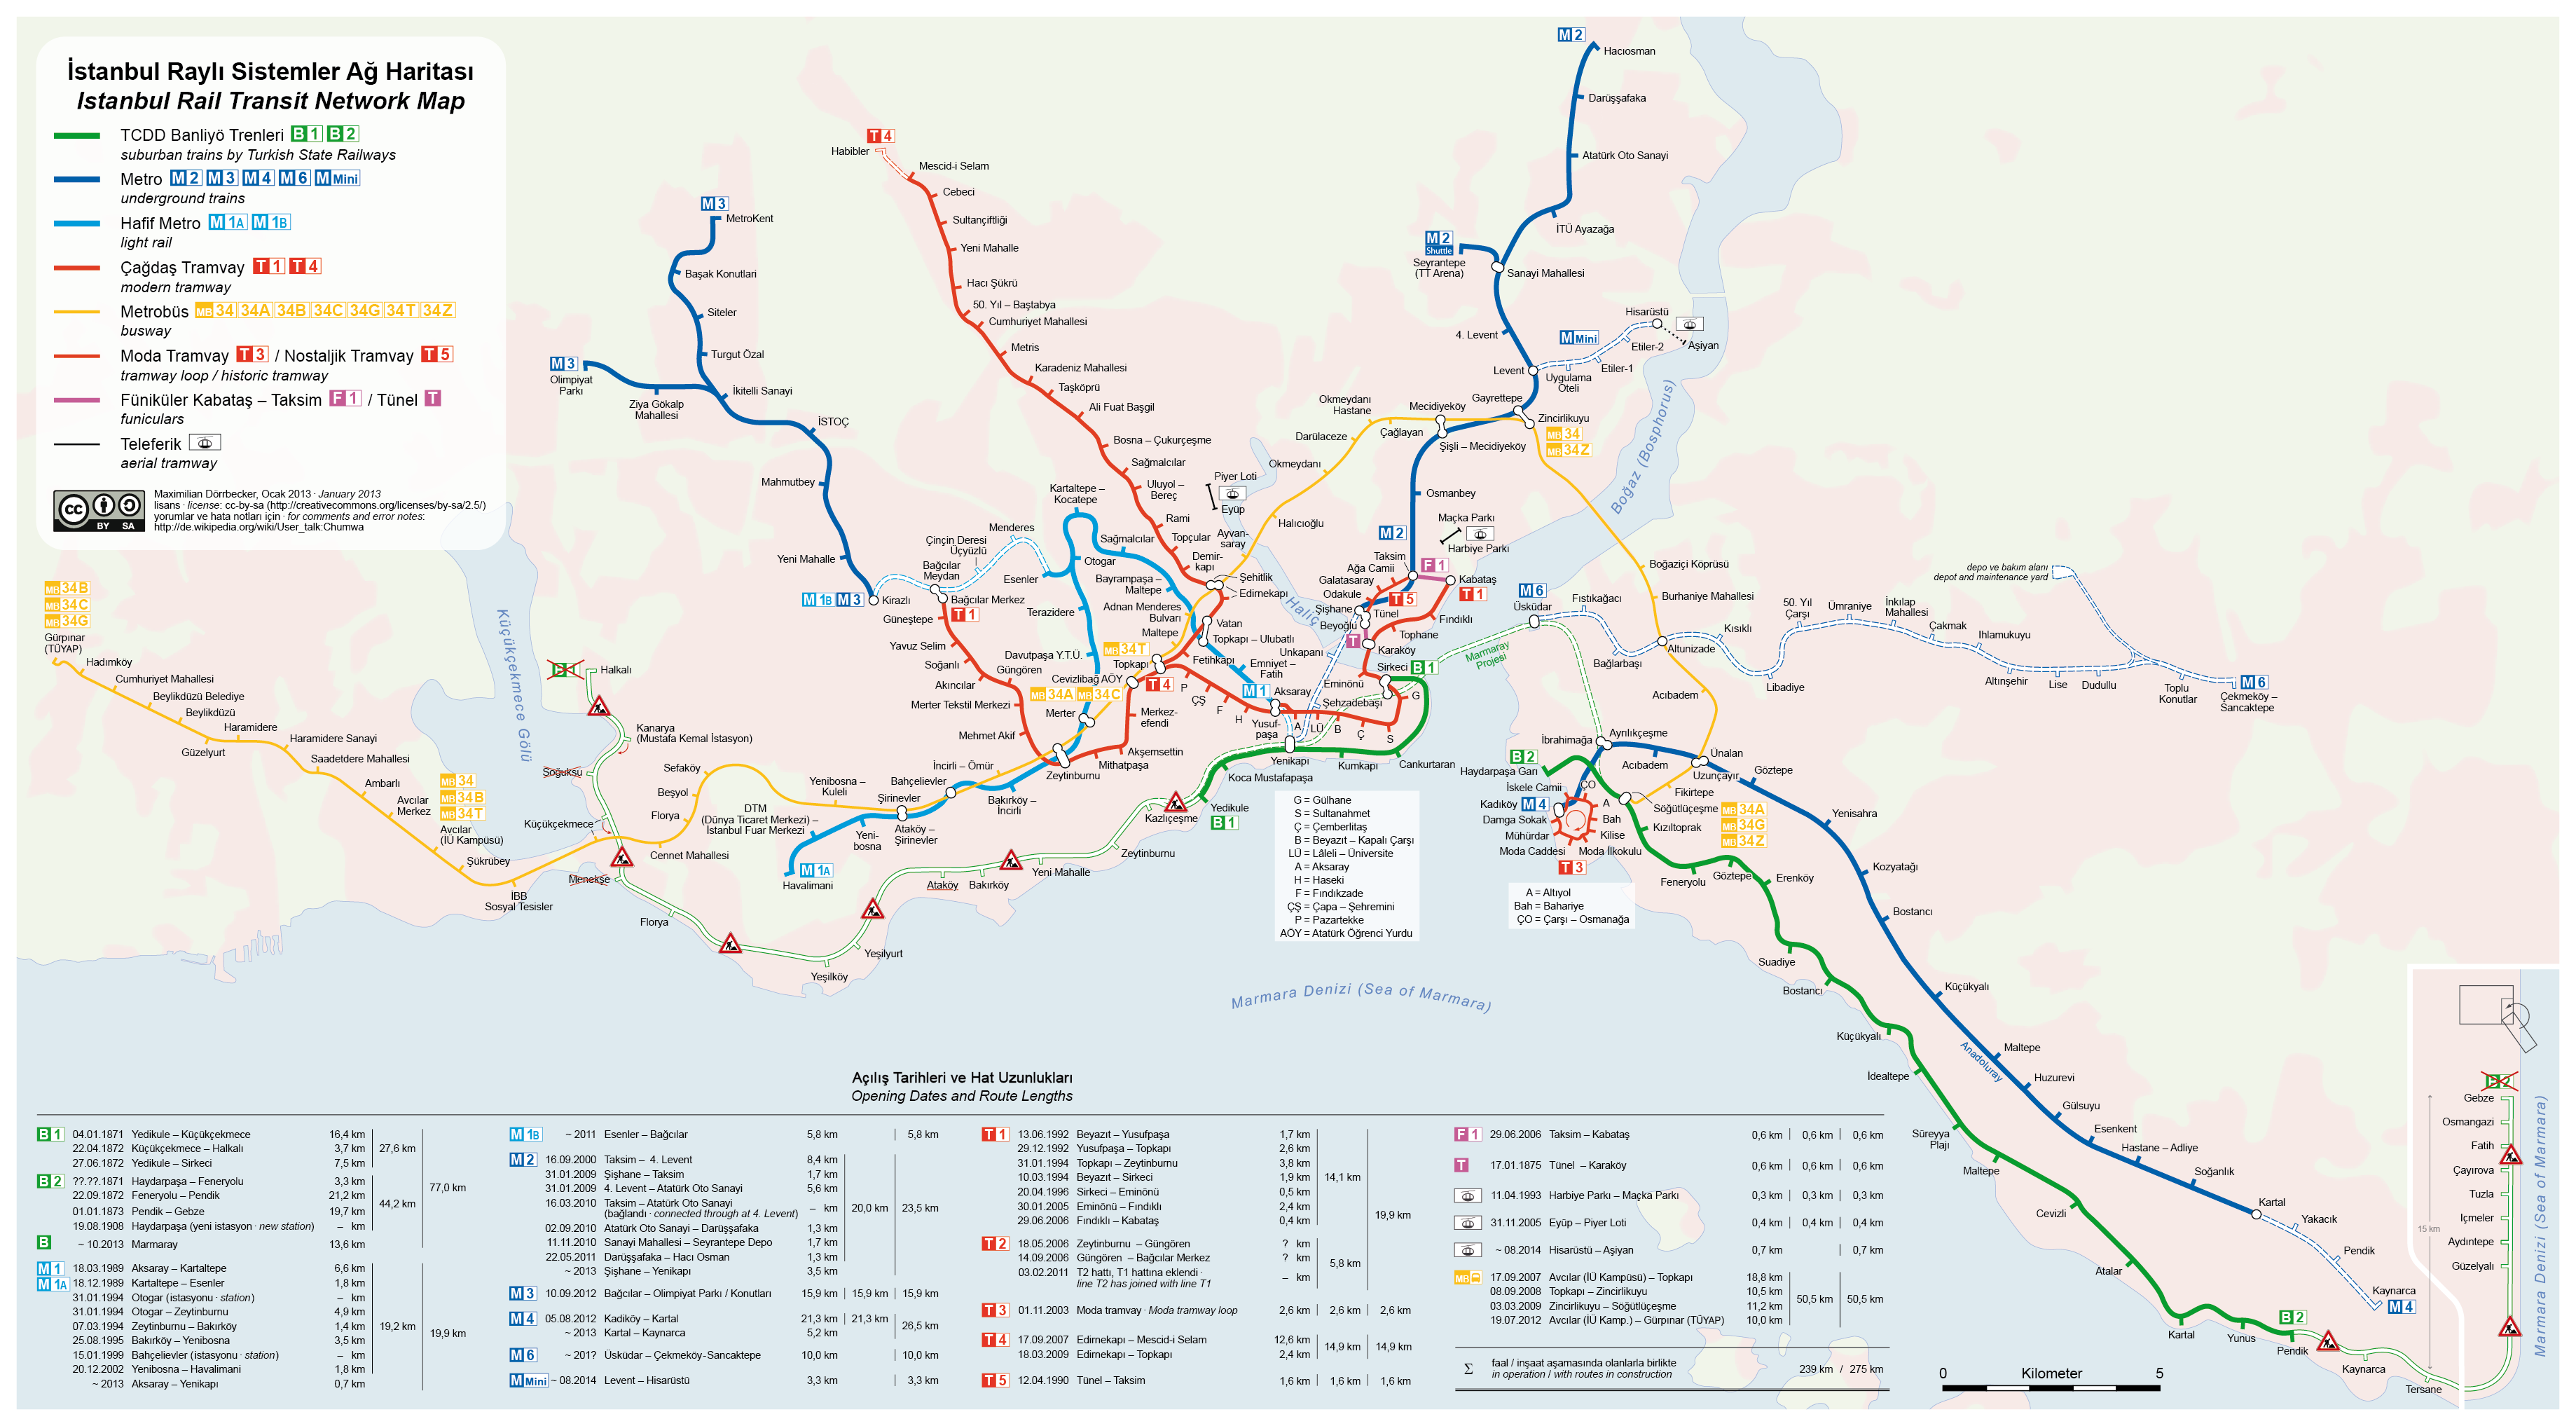 İstanbul Raylı Sistemler Ağ Haritası
Istanbul Rail Transit Network Map
TCDD Banliyö Trenleri B1 B2
suburban trains by Turkish State Railways
Metro M2 M3 M4 M6 M Mini
underground trains
Hafif Metro M1A M1B
light rail
Çağdaş Tramvay T1 T4
modern tramway
Metrobüs MB 34 34A 34B 34C 34G 34T 34Z
busway
Moda Tramvay T3 / Nostaljik Tramvay T5
tramway loop / historic tramway
Füniküler Kabataş – Taksim F1 / Tünel T
funiculars
Teleferik
aerial tramway
cc BY SA
Maximilian Dörrbecker, Ocak 2013 · January 2013
lisans · license: cc-by-sa (http://creativecommons.org/licenses/by-sa/2.5/)
yorumlar ve hata notları için · for comments and error notes:
http://de.wikipedia.org/wiki/User_talk:Chumwa
M2
Hacıosman
Darüşşafaka
Atatürk Oto Sanayi
İTÜ Ayazağa
M2 Shuttle
Seyrantepe
(TT Arena)
Sanayi Mahallesi
4. Levent
Levent
M Mini
Uygulama
Oteli
Etiler-1
Etiler-2
Hisarüstü
Aşiyan
Gayrettepe
Zincirlikuyu
MB 34
MB 34Z
Mecidiyeköy
Şişli – Mecidiyeköy
Çağlayan
Okmeydanı
Hastane
Darülaceze
Okmeydanı
Halıcıoğlu
Ayvan-
saray
Piyer Loti
Eyüp
Osmanbey
M2
Maçka Parkı
Harbiye Parkı
Taksim
F1
Kabataş
T1
Ağa Camii
Galatasaray
Odakule
T5
Şişhane
Tünel
Beyoğlu
T
Fındıklı
Tophane
Karaköy
Unkapanı
Sirkeci B1
Eminönü
Şehzadebaşı
G
S
Ç
B
LÜ
A
Haliç
Boğaz (Bosphorus)
Marmaray
Projesi
T4
Habibler
Mescid-i Selam
Cebeci
Sultançiftliği
Yeni Mahalle
Hacı Şükrü
50. Yıl – Baştabya
Cumhuriyet Mahallesi
Metris
Karadeniz Mahallesi
Taşköprü
Ali Fuat Başgil
Bosna – Çukurçeşme
Sağmalcılar
Uluyol –
Bereç
Rami
Topçular
Demir-
kapı
Şehitlik
Edirnekapı
Vatan
Topkapı – Ulubatlı
Fetihkapı
Emniyet –
Fatih
M1 Aksaray
Yusuf-
paşa
Topkapı
T4
P
ÇŞ
F
H
M3
MetroKent
Başak Konutları
Siteler
Turgut Özal
İkitelli Sanayi
M3
Olimpiyat
Parkı
Ziya Gökalp
Mahallesi
İSTOÇ
Mahmutbey
Yeni Mahalle
M1B M3 Kirazlı
Bağcılar
Meydan
Çinçin Deresi
Üçyüzlü
Menderes
Esenler
Otogar
Kartaltepe –
Kocatepe
Sağmalcılar
Bayrampaşa –
Maltepe
Adnan Menderes
Bulvarı
Maltepe
MB 34T
Terazidere
Davutpaşa Y.T.Ü.
Cevizlibağ AÖY
MB 34A MB 34C
Merter
Merkez-
efendi
Akşemsettin
Mithatpaşa
Zeytinburnu
Bağcılar Merkez
T1
Güneştepe
Yavuz Selim
Soğanlı
Güngören
Akıncılar
Merter Tekstil Merkezi
Mehmet Akif
İncirli – Ömür
Bahçelievler
Bakırköy –
İncirli
Şirinevler
Ataköy –
Şirinevler
Yenibosna –
Kuleli
Yeni-
bosna
DTM
(Dünya Ticaret Merkezi) –
İstanbul Fuar Merkezi
M1A
Havalimani
Sefaköy
Beşyol
Florya
Cennet Mahallesi
MB 34B
MB 34C
MB 34G
Gürpınar
(TÜYAP)
Hadımköy
Cumhuriyet Mahallesi
Beylikdüzü Belediye
Beylikdüzü
Güzelyurt
Haramidere
Haramidere Sanayi
Saadetdere Mahallesi
Ambarlı
Avcılar
Merkez
MB 34
MB 34B
MB 34T
Avcılar
(İÜ Kampüsü)
Şükrübey
İBB
Sosyal Tesisler
Küçükçekmece Gölü
B1
Halkalı
Kanarya
(Mustafa Kemal İstasyon)
Soğuksu
Küçükçekmece
Menekşe
Florya
Yeşilköy
Yeşilyurt
Ataköy
Bakırköy
Yeni Mahalle
Zeytinburnu
Kazlıçeşme
Yedikule
B1
Koca Mustafapaşa
Yenikapi
Kumkapı
Cankurtaran
G = Gülhane
S = Sultanahmet
Ç = Çemberlitaş
B = Beyazıt – Kapalı Çarşı
LÜ = Lâleli – Üniversite
A = Aksaray
H = Haseki
F = Fındıkzade
ÇŞ = Çapa – Şehremini
P = Pazartekke
AÖY = Atatürk Öğrenci Yurdu
Marmara Denizi (Sea of Marmara)
M6
Üsküdar
Fıstıkağacı
Bağlarbaşı
Boğaziçi Köprüsü
Burhaniye Mahallesi
Altunizade
Kısıklı
Libadiye
50. Yıl
Çarşı
Ümraniye
İnkılap
Mahallesi
Çakmak
Ihlamukuyu
Altınşehir
Lise
Dudullu
Toplu
Konutlar
M6
Çekmeköy –
Sancaktepe
depo ve bakım alanı
depot and maintenance yard
Acıbadem
İbrahimağa
Ayrılıkçeşme
Acıbadem
Ünalan
Uzunçayır
Göztepe
Fikirtepe
Söğütlüçeşme
MB 34A
MB 34G
MB 34Z
B2
Haydarpaşa Garı
İskele Camii
Kadıköy M4
Damga Sokak
Mühürdar
Moda Caddesi
T3
Moda İlkokulu
Kilise
Bah
A
ÇO
A = Altıyol
Bah = Bahariye
ÇO = Çarşı – Osmanağa
Kızıltoprak
Feneryolu
Göztepe
Erenköy
Suadiye
Bostancı
Küçükyalı
İdealtepe
Süreyya
Plajı
Maltepe
Cevizli
Atalar
Kartal
Yunus
B2
Pendik
Kaynarca
Tersane
Yenisahra
Kozyatağı
Bostancı
Küçükyalı
Anadoluray
Maltepe
Huzurevi
Gülsuyu
Esenkent
Hastane – Adliye
Soğanlık
Kartal
Yakacık
Pendik
Kaynarca
M4
B2
Gebze
Osmangazi
Fatih
Çayırova
Tuzla
İçmeler
Aydıntepe
Güzelyalı
15 km
Marmara Denizi (Sea of Marmara)
0 Kilometer 5
Açılış Tarihleri ve Hat Uzunlukları
Opening Dates and Route Lengths
B1 04.01.1871 Yedikule – Küçükçekmece 16,4 km
22.04.1872 Küçükçekmece – Halkalı 3,7 km 27,6 km
27.06.1872 Yedikule – Sirkeci 7,5 km
B2 ??.??.1871 Haydarpaşa – Feneryolu 3,3 km 77,0 km
22.09.1872 Feneryolu – Pendik 21,2 km 44,2 km
01.01.1873 Pendik – Gebze 19,7 km
19.08.1908 Haydarpaşa (yeni istasyon · new station) – km
B ~ 10.2013 Marmaray 13,6 km
M1 18.03.1989 Aksaray – Kartaltepe 6,6 km
M1A 18.12.1989 Kartaltepe – Esenler 1,8 km
31.01.1994 Otogar (istasyonu · station) – km
31.01.1994 Otogar – Zeytinburnu 4,9 km
07.03.1994 Zeytinburnu – Bakırköy 1,4 km 19,2 km 19,9 km
25.08.1995 Bakırköy – Yenibosna 3,5 km
15.01.1999 Bahçelievler (istasyonu · station) – km
20.12.2002 Yenibosna – Havalimani 1,8 km
~ 2013 Aksaray – Yenikapı 0,7 km
M1B ~ 2011 Esenler – Bağcılar 5,8 km 5,8 km
M2 16.09.2000 Taksim – 4. Levent 8,4 km
31.01.2009 Şişhane – Taksim 1,7 km
31.01.2009 4. Levent – Atatürk Oto Sanayi 5,6 km
16.03.2010 Taksim – Atatürk Oto Sanayi
(bağlandı · connected through at 4. Levent) – km 20,0 km 23,5 km
02.09.2010 Atatürk Oto Sanayi – Darüşşafaka 1,3 km
11.11.2010 Sanayi Mahallesi – Seyrantepe Depo 1,7 km
22.05.2011 Darüşşafaka – Hacı Osman 1,3 km
~ 2013 Şişhane – Yenikapı 3,5 km
M3 10.09.2012 Bağcılar – Olimpiyat Parkı / Konutları 15,9 km 15,9 km 15,9 km
M4 05.08.2012 Kadiköy – Kartal 21,3 km 21,3 km 26,5 km
~ 2013 Kartal – Kaynarca 5,2 km
M6 ~ 201? Üsküdar – Çekmeköy-Sancaktepe 10,0 km 10,0 km
M Mini ~ 08.2014 Levent – Hisarüstü 3,3 km 3,3 km
T1 13.06.1992 Beyazıt – Yusufpaşa 1,7 km
29.12.1992 Yusufpaşa – Topkapı 2,6 km
31.01.1994 Topkapı – Zeytinburnu 3,8 km
10.03.1994 Beyazıt – Sirkeci 1,9 km 14,1 km
20.04.1996 Sirkeci – Eminönü 0,5 km
30.01.2005 Eminönü – Fındıklı 2,4 km
29.06.2006 Fındıklı – Kabataş 0,4 km 19,9 km
T2 18.05.2006 Zeytinburnu – Güngören ? km
14.09.2006 Güngören – Bağcılar Merkez ? km 5,8 km
03.02.2011 T2 hattı, T1 hattına eklendi ·
line T2 has joined with line T1 – km
T3 01.11.2003 Moda tramvay · Moda tramway loop 2,6 km 2,6 km 2,6 km
T4 17.09.2007 Edirnekapı – Mescid-i Selam 12,6 km 14,9 km 14,9 km
18.03.2009 Edirnekapı – Topkapı 2,4 km
T5 12.04.1990 Tünel – Taksim 1,6 km 1,6 km 1,6 km
F1 29.06.2006 Taksim – Kabataş 0,6 km 0,6 km 0,6 km
T 17.01.1875 Tünel – Karaköy 0,6 km 0,6 km 0,6 km
11.04.1993 Harbiye Parkı – Maçka Parkı 0,3 km 0,3 km 0,3 km
31.11.2005 Eyüp – Piyer Loti 0,4 km 0,4 km 0,4 km
~ 08.2014 Hisarüstü – Aşiyan 0,7 km 0,7 km
MB 17.09.2007 Avcılar (İÜ Kampüsü) – Topkapı 18,8 km
08.09.2008 Topkapı – Zincirlikuyu 10,5 km 50,5 km 50,5 km
03.03.2009 Zincirlikuyu – Söğütlüçeşme 11,2 km
19.07.2012 Avcılar (İÜ Kamp.) – Gürpınar (TÜYAP) 10,0 km
Σ faal / inşaat aşamasında olanlarla birlikte
in operation / with routes in construction 239 km / 275 km